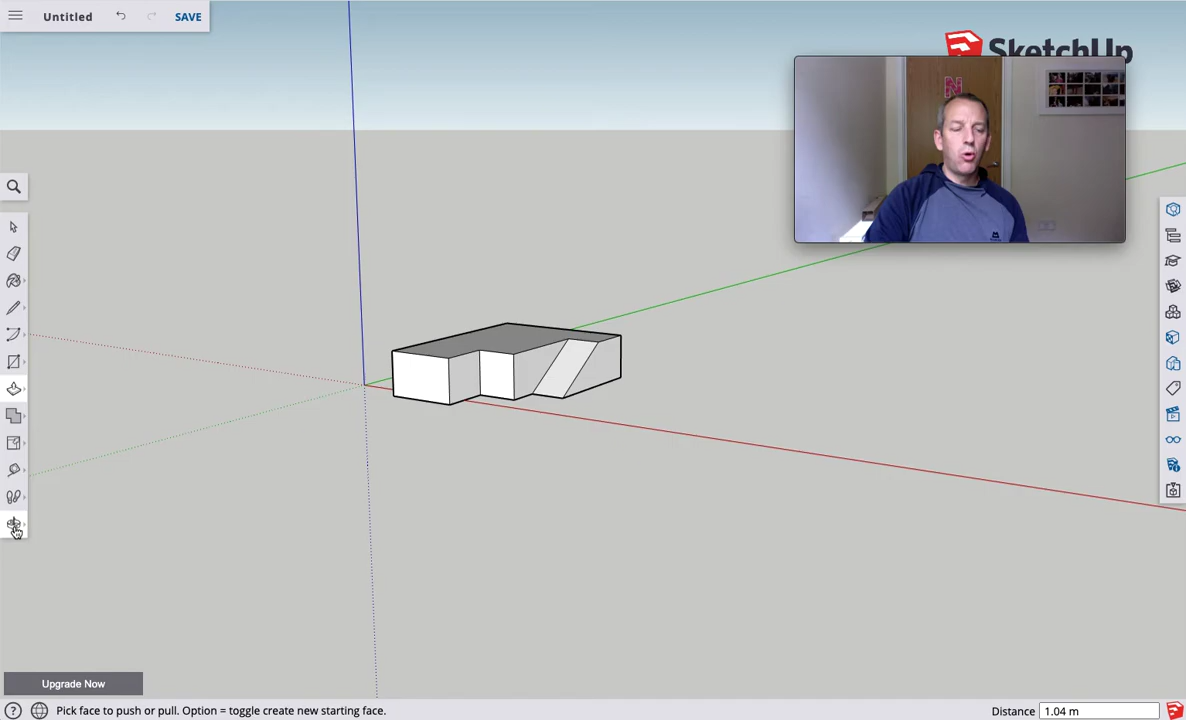 Untitled
SAVE
SketchUp
N
Upgrade Now
Pick face to push or pull. Option = toggle create new starting face.
Distance
1.04 m